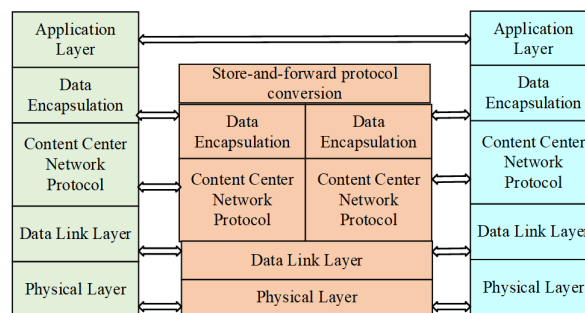 Application
Layer
Data
Encapsulation
Content Center
Network
Protocol
Data Link Layer
Physical Layer
Store-and-forward protocol
conversion
Data
Encapsulation
Data
Encapsulation
Content Center
Network
Protocol
Content Center
Network
Protocol
Data Link Layer
Physical Layer
Application
Layer
Data
Encapsulation
Content Center
Network
Protocol
Data Link Layer
Physical Layer